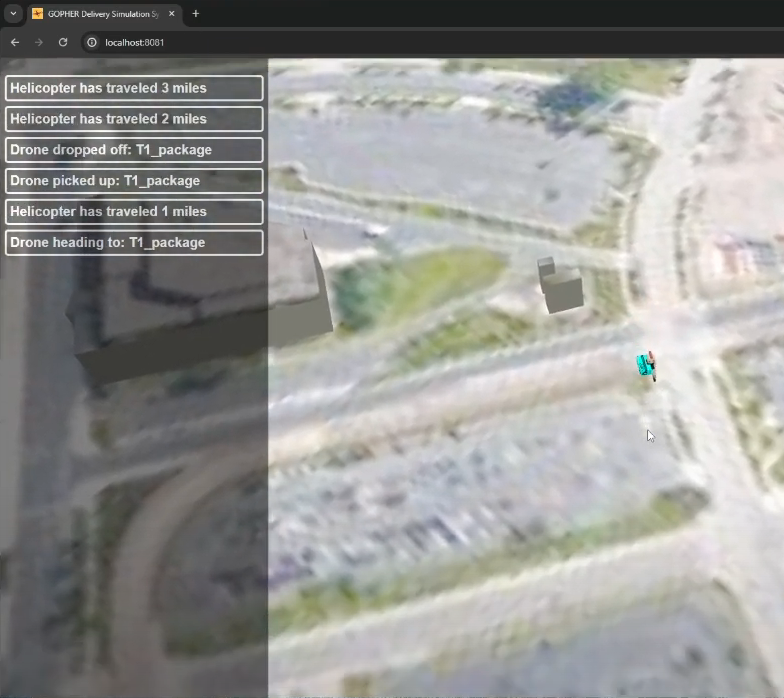 GOPHER Delivery Simulation Sy
localhost:8081
Helicopter has traveled 3 miles
Helicopter has traveled 2 miles
Drone dropped off: T1_package
Drone picked up: T1_package
Helicopter has traveled 1 miles
Drone heading to: T1_package